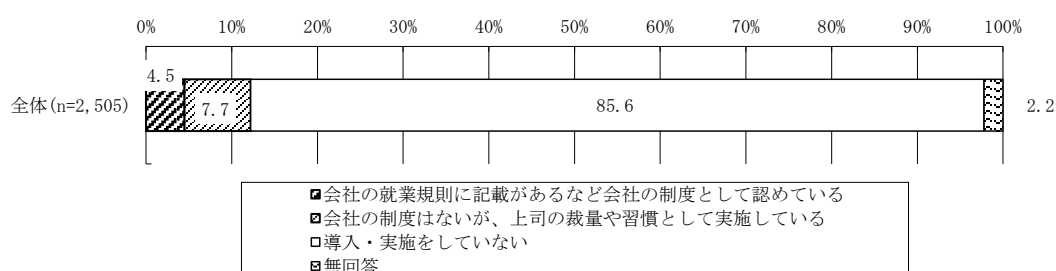 0% 10% 20% 30% 40% 50% 60% 70% 80% 90% 100%
4.5
全体(n=2,505) 7.7 85.6 2.2
会社の就業規則に記載があるなど会社の制度として認めている
会社の制度はないが、上司の裁量や習慣として実施している
導入・実施をしていない
無回答